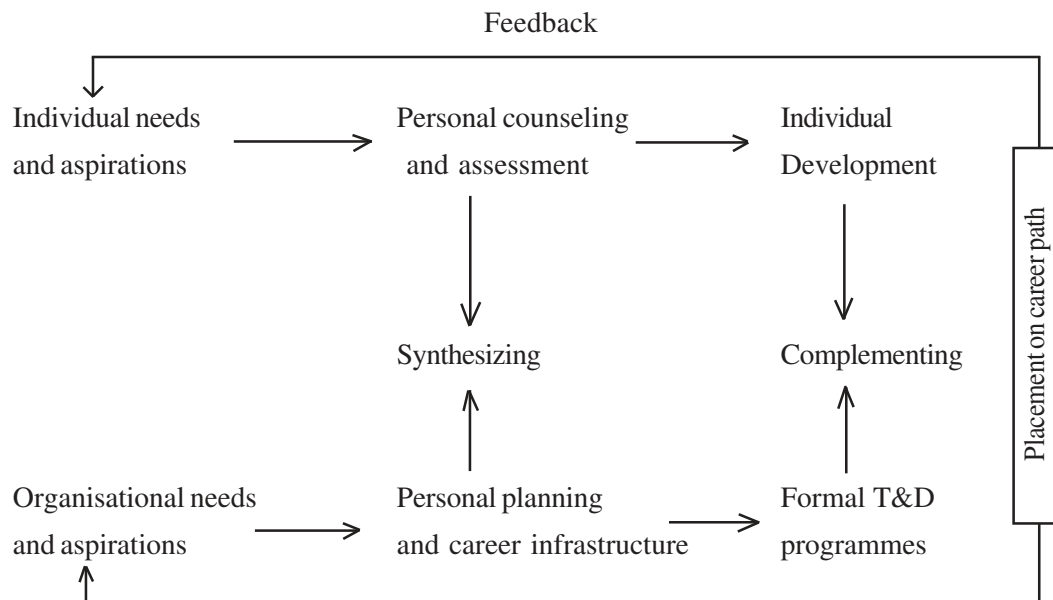 Feedback
Individual needs
and aspirations
Personal counseling
and assessment
Individual
Development
Placement on career path
Synthesizing
Complementing
Organisational needs
and aspirations
Personal planning
and career infrastructure
Formal T&D
programmes